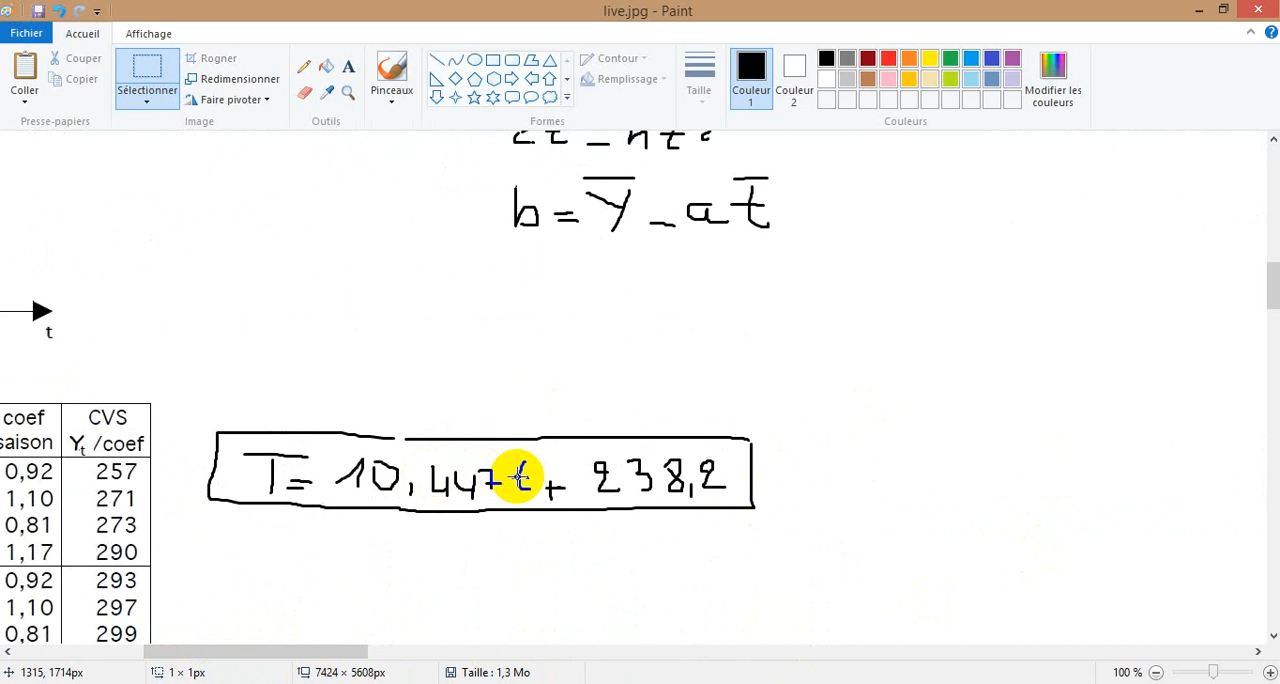 live.jpg - Paint
Fichier Accueil Affichage
Coller
Couper
Copier
Presse-papiers
Sélectionner
Rogner
Redimensionner
Faire pivoter
Image
A
Outils
Pinceaux
Contour
Remplissage
Formes
Taille
Couleur 1
Couleur 2
Modifier les couleurs
Couleurs
b = Y - a t
t
coef saison CVS Yt /coef
0,92 257
1,10 271
0,81 273
1,17 290
0,92 293
1,10 297
0,81 299
T = 10,447t + 238,2
1315, 1714px 1 × 1px 7424 × 5608px Taille : 1,3 Mo 100 %